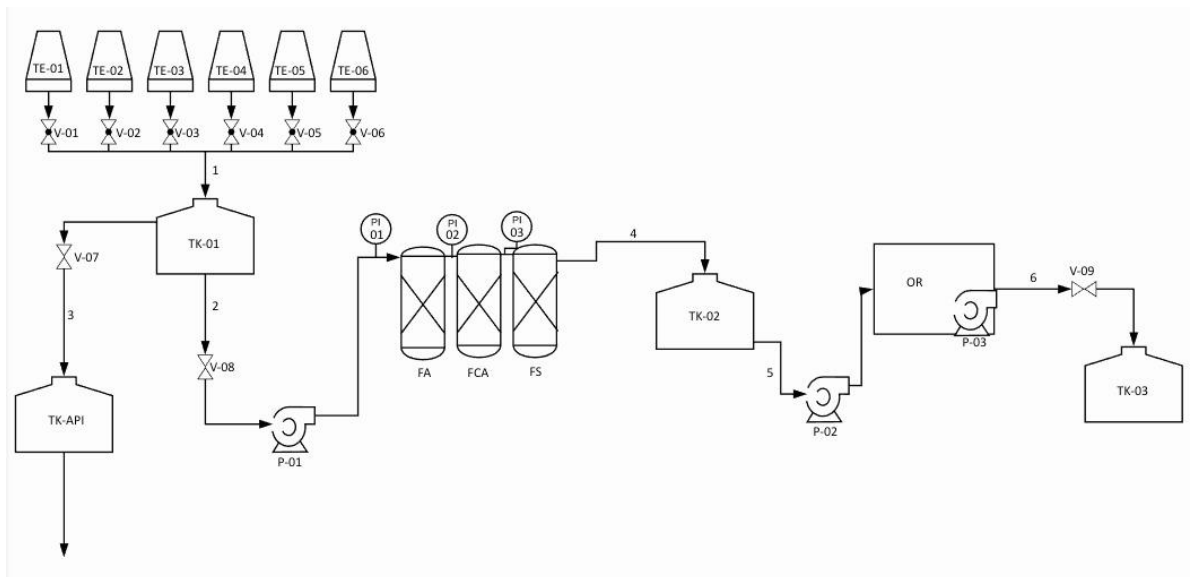 TE-01 TE-02 TE-03 TE-04 TE-05 TE-06
V-01 V-02 V-03 V-04 V-05 V-06
1
TK-01
V-07
2
3
V-08
TK-API
P-01
PI
01
PI
02
PI
03
FA FCA FS
4
TK-02
5
P-02
OR
P-03
6
V-09
TK-03